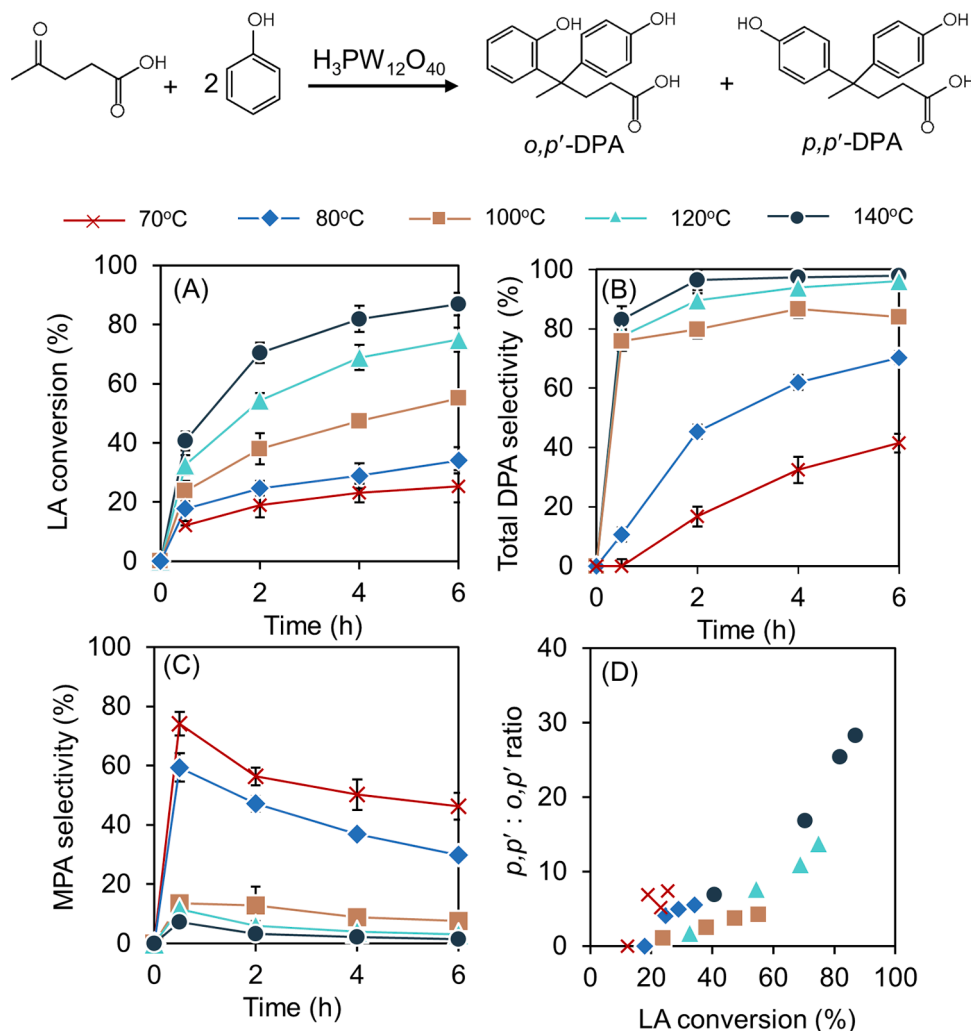 O
OH
O
+
2
OH
H₃PW₁₂O₄₀
OH
OH
OH
O
o,p′-DPA
+
HO
OH
OH
O
p,p′-DPA
70°C
80°C
100°C
120°C
140°C
(A)
LA conversion (%)
100
80
60
40
20
0
0 2 4 6
Time (h)
(B)
Total DPA selectivity (%)
100
80
60
40
20
0
0 2 4 6
Time (h)
(C)
MPA selectivity (%)
100
80
60
40
20
0
0 2 4 6
Time (h)
(D)
p,p′ : o,p′ ratio
40
30
20
10
0
0 20 40 60 80 100
LA conversion (%)